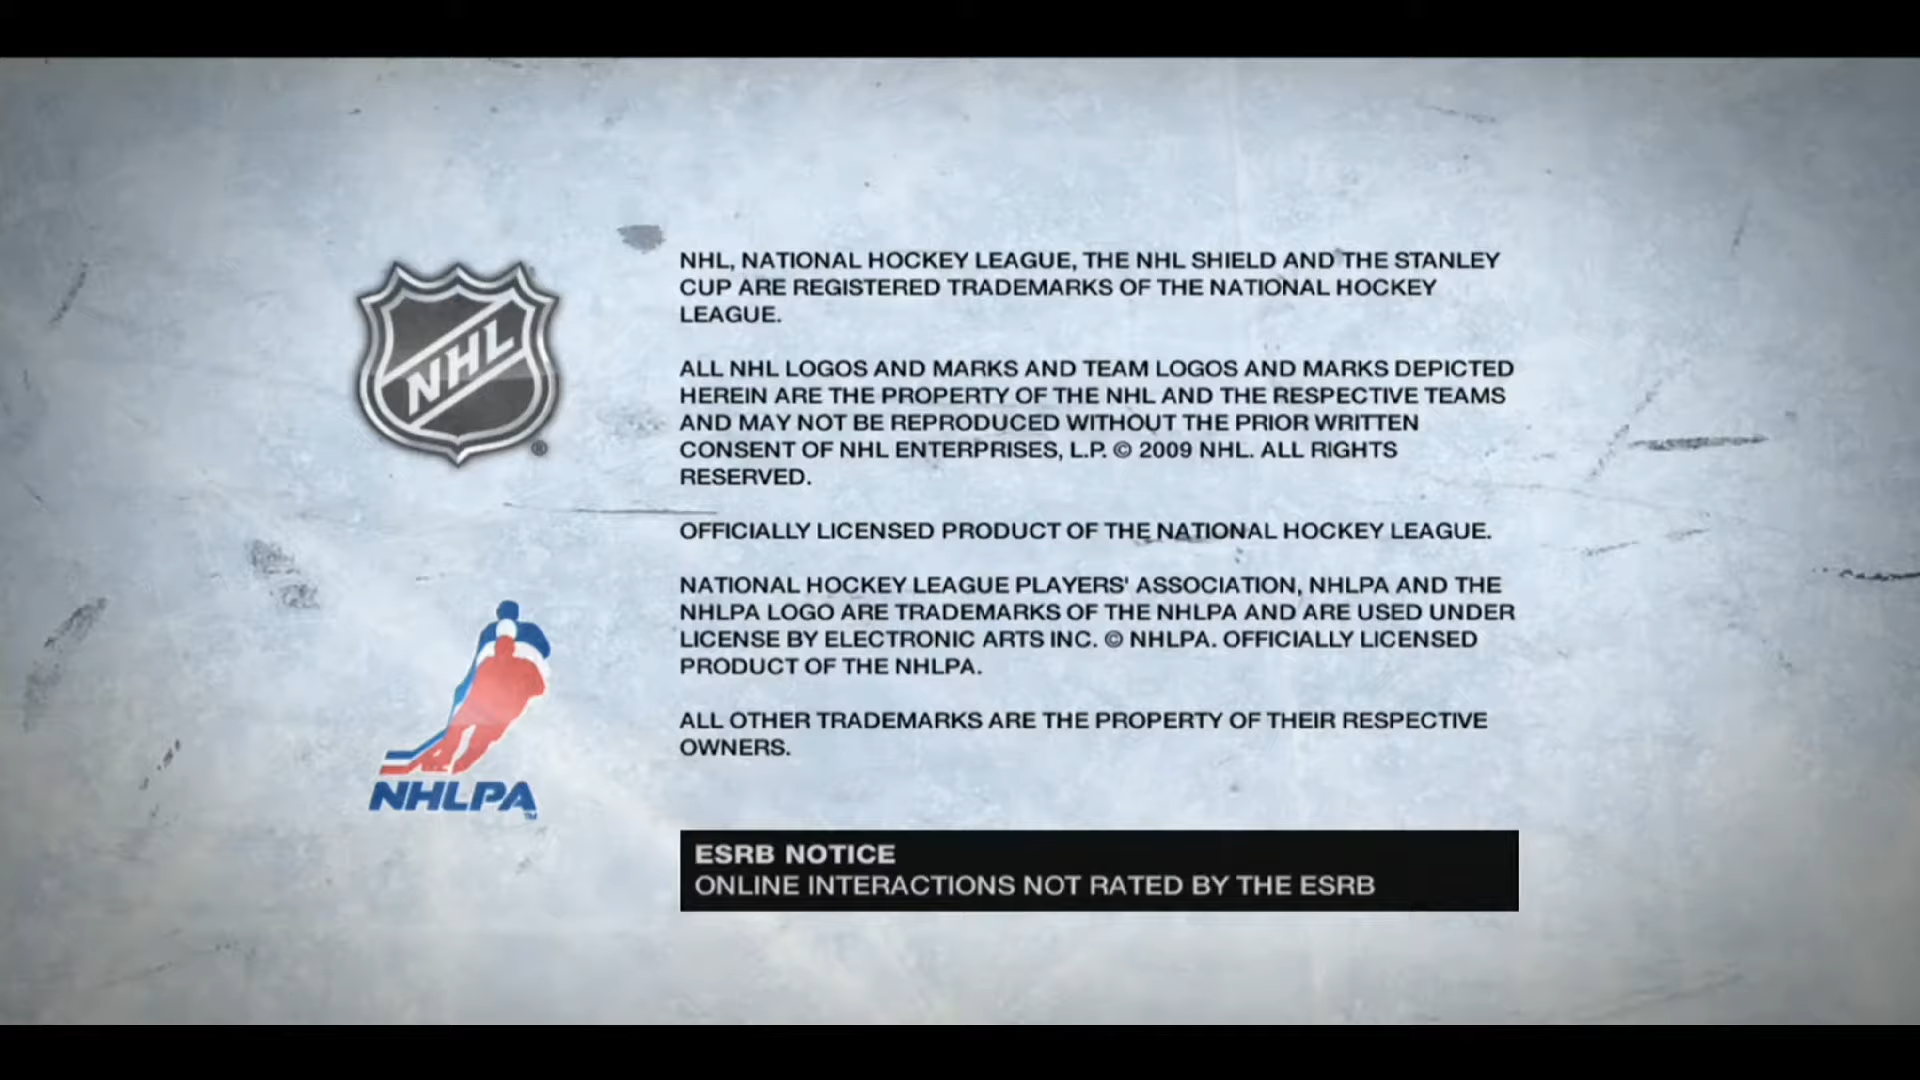 NHL
®
NHL, NATIONAL HOCKEY LEAGUE, THE NHL SHIELD AND THE STANLEY
CUP ARE REGISTERED TRADEMARKS OF THE NATIONAL HOCKEY
LEAGUE.
ALL NHL LOGOS AND MARKS AND TEAM LOGOS AND MARKS DEPICTED
HEREIN ARE THE PROPERTY OF THE NHL AND THE RESPECTIVE TEAMS
AND MAY NOT BE REPRODUCED WITHOUT THE PRIOR WRITTEN
CONSENT OF NHL ENTERPRISES, L.P. © 2009 NHL. ALL RIGHTS
RESERVED.
OFFICIALLY LICENSED PRODUCT OF THE NATIONAL HOCKEY LEAGUE.
NATIONAL HOCKEY LEAGUE PLAYERS' ASSOCIATION, NHLPA AND THE
NHLPA LOGO ARE TRADEMARKS OF THE NHLPA AND ARE USED UNDER
LICENSE BY ELECTRONIC ARTS INC. © NHLPA. OFFICIALLY LICENSED
PRODUCT OF THE NHLPA.
ALL OTHER TRADEMARKS ARE THE PROPERTY OF THEIR RESPECTIVE
OWNERS.
NHLPA
TM
ESRB NOTICE
ONLINE INTERACTIONS NOT RATED BY THE ESRB